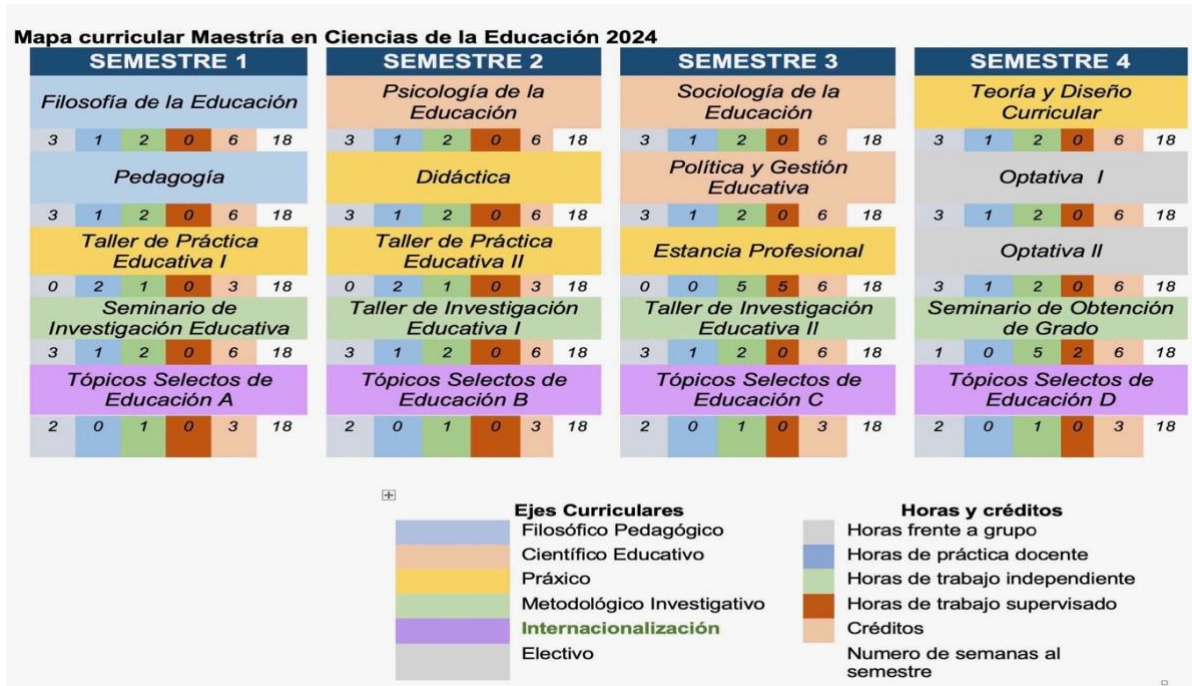 Mapa curricular Maestría en Ciencias de la Educación 2024
SEMESTRE 1 SEMESTRE 2 SEMESTRE 3 SEMESTRE 4
Filosofía de la Educación
Psicología de la
Educación
Sociología de la
Educación
Teoría y Diseño
Curricular
3 1 2 0 6 18 3 1 2 0 6 18 3 1 2 0 6 18 3 1 2 0 6 18
Pedagogía
Didáctica
Política y Gestión
Educativa
Optativa I
3 1 2 0 6 18 3 1 2 0 6 18 3 1 2 0 6 18 3 1 2 0 6 18
Taller de Práctica
Educativa I
Taller de Práctica
Educativa II
Estancia Profesional
Optativa II
0 2 1 0 3 18 0 2 1 0 3 18 0 0 5 5 6 18 3 1 2 0 6 18
Seminario de
Investigación Educativa
Taller de Investigación
Educativa I
Taller de Investigación
Educativa II
Seminario de Obtención
de Grado
3 1 2 0 6 18 3 1 2 0 6 18 3 1 2 0 6 18 1 0 5 2 6 18
Tópicos Selectos de
Educación A
Tópicos Selectos de
Educación B
Tópicos Selectos de
Educación C
Tópicos Selectos de
Educación D
2 0 1 0 3 18 2 0 1 0 3 18 2 0 1 0 3 18 2 0 1 0 3 18
Ejes Curriculares
Filosófico Pedagógico
Científico Educativo
Práxico
Metodológico Investigativo
Internacionalización
Electivo
Horas y créditos
Horas frente a grupo
Horas de práctica docente
Horas de trabajo independiente
Horas de trabajo supervisado
Créditos
Numero de semanas al
semestre